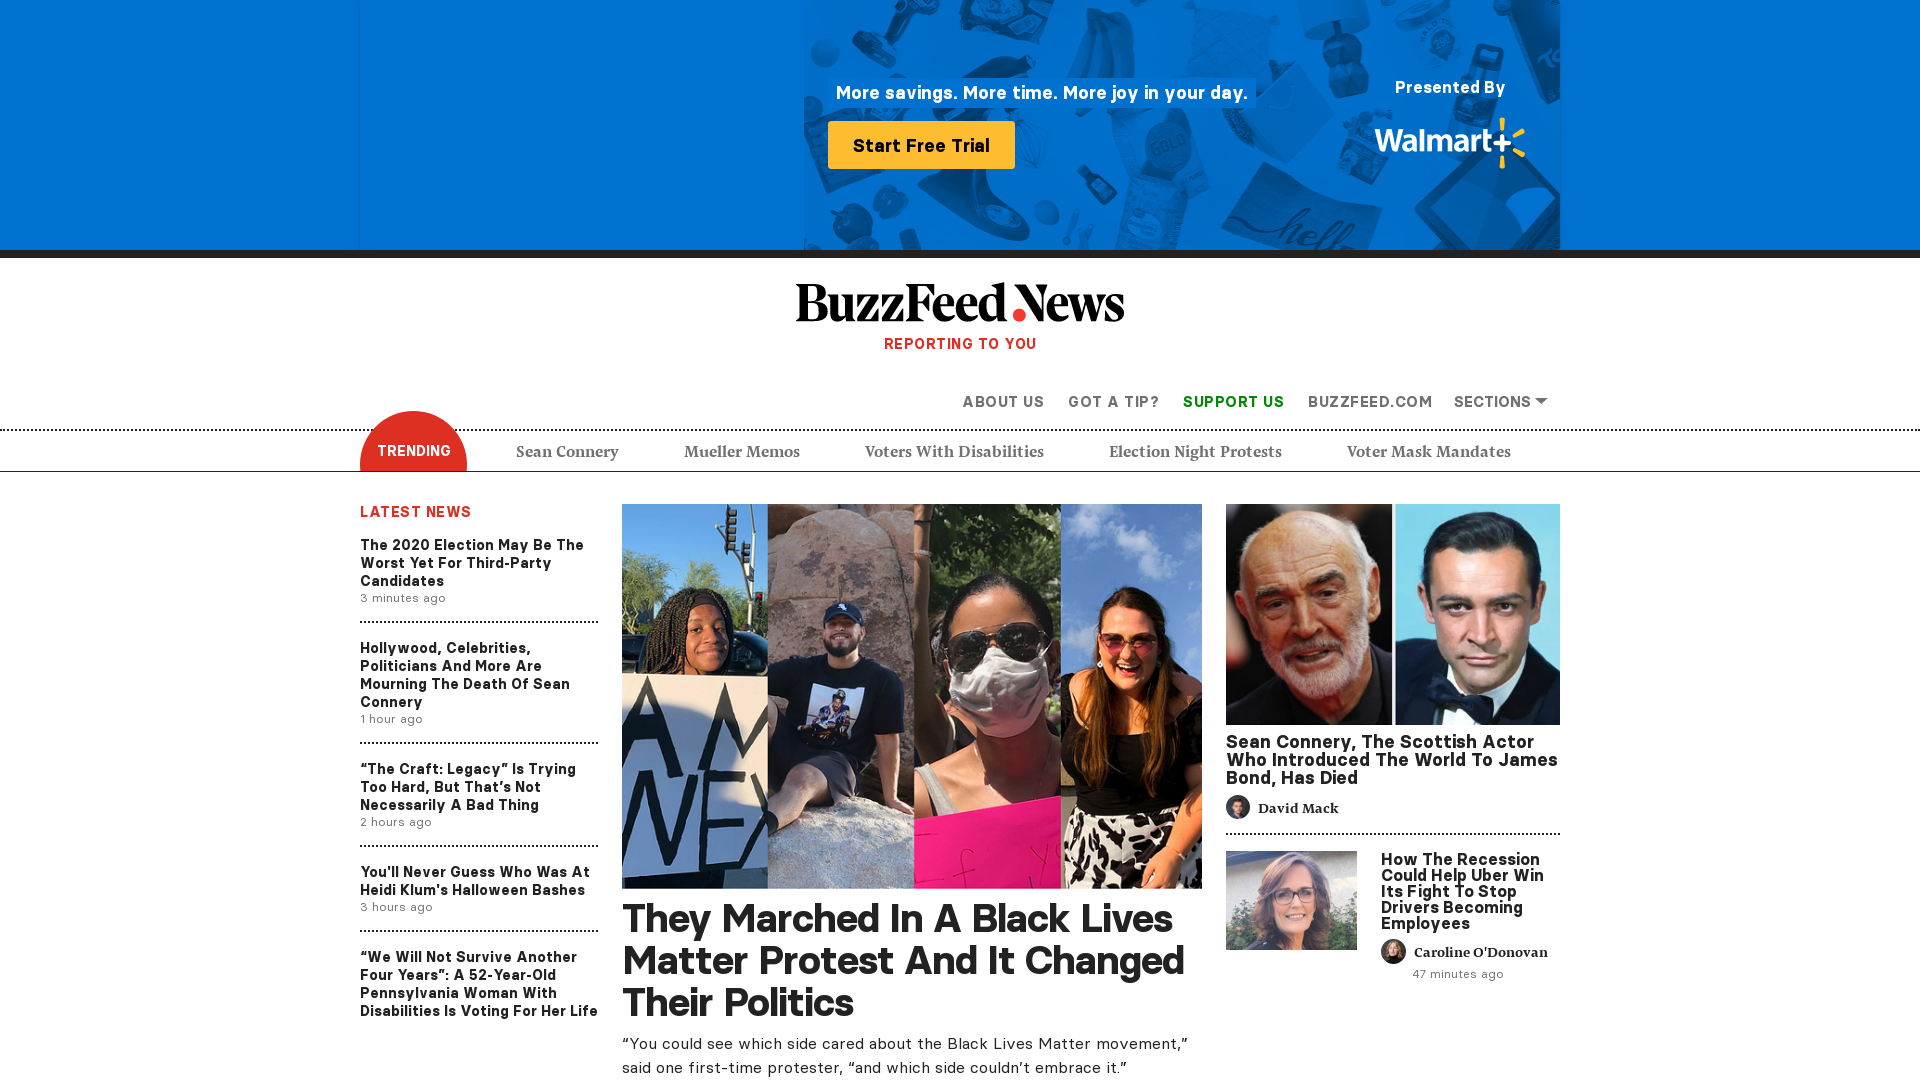 More savings. More time. More joy in your day.
Start Free Trial
Presented By
Walmart+
BuzzFeed News
REPORTING TO YOU
ABOUT US
GOT A TIP?
SUPPORT US
BUZZFEED.COM
SECTIONS
TRENDING
Sean Connery
Mueller Memos
Voters With Disabilities
Election Night Protests
Voter Mask Mandates
LATEST NEWS
The 2020 Election May Be The
Worst Yet For Third-Party
Candidates
3 minutes ago
Hollywood, Celebrities,
Politicians And More Are
Mourning The Death Of Sean
Connery
1 hour ago
“The Craft: Legacy” Is Trying
Too Hard, But That’s Not
Necessarily A Bad Thing
2 hours ago
You'll Never Guess Who Was At
Heidi Klum's Halloween Bashes
3 hours ago
“We Will Not Survive Another
Four Years”: A 52-Year-Old
Pennsylvania Woman With
Disabilities Is Voting For Her Life
They Marched In A Black Lives
Matter Protest And It Changed
Their Politics
“You could see which side cared about the Black Lives Matter movement,”
said one first-time protester, “and which side couldn’t embrace it.”
Sean Connery, The Scottish Actor
Who Introduced The World To James
Bond, Has Died
David Mack
How The Recession
Could Help Uber Win
Its Fight To Stop
Drivers Becoming
Employees
Caroline O'Donovan
47 minutes ago